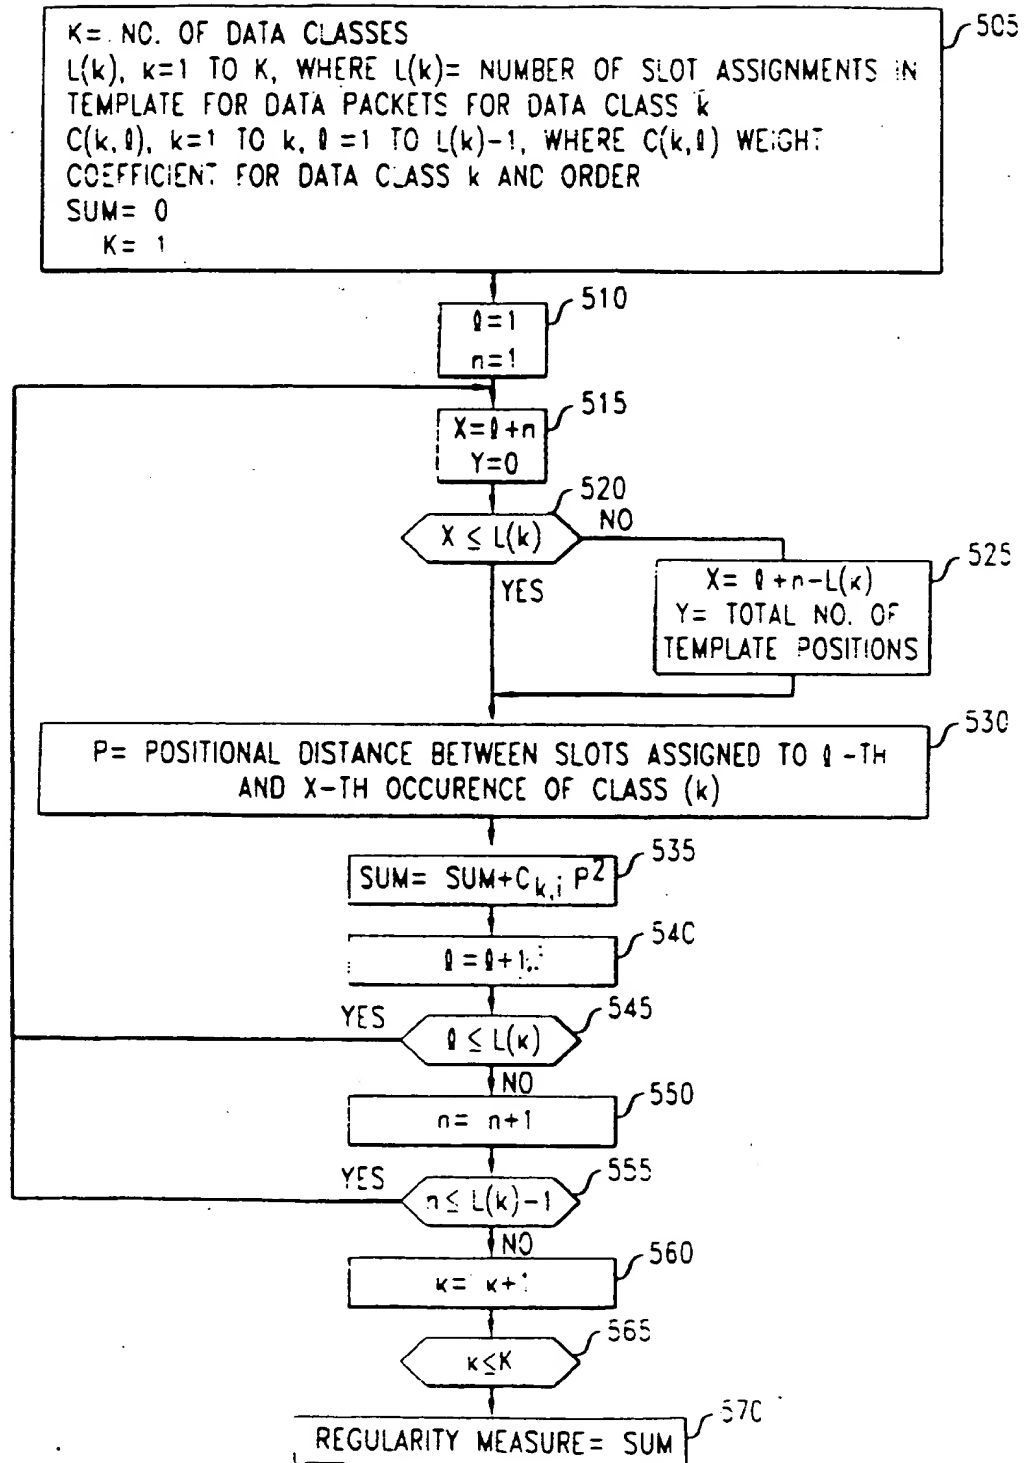 K= NO. OF DATA CLASSES
L(k), k=1 TO K, WHERE L(k)= NUMBER OF SLOT ASSIGNMENTS IN
TEMPLATE FOR DATA PACKETS FOR DATA CLASS k
C(k,ℓ), k=1 TO k, ℓ =1 TO L(k)-1, WHERE C(k,ℓ) WEIGHT
COEFFICIENT FOR DATA CLASS k AND ORDER
SUM= 0
K= 1
505
510
ℓ=1
n=1
515
X=ℓ+n
Y=0
520
X ≤ L(k)
NO
YES
525
X= ℓ+n-L(k)
Y= TOTAL NO. OF
TEMPLATE POSITIONS
530
P= POSITIONAL DISTANCE BETWEEN SLOTS ASSIGNED TO ℓ-TH
AND X-TH OCCURENCE OF CLASS (k)
535
SUM= SUM+C_{k,i} P²
540
ℓ=ℓ+1
545
YES
ℓ ≤ L(k)
NO
550
n= n+1
555
YES
n ≤ L(k)-1
NO
560
k= k+1
565
k≤K
570
REGULARITY MEASURE= SUM